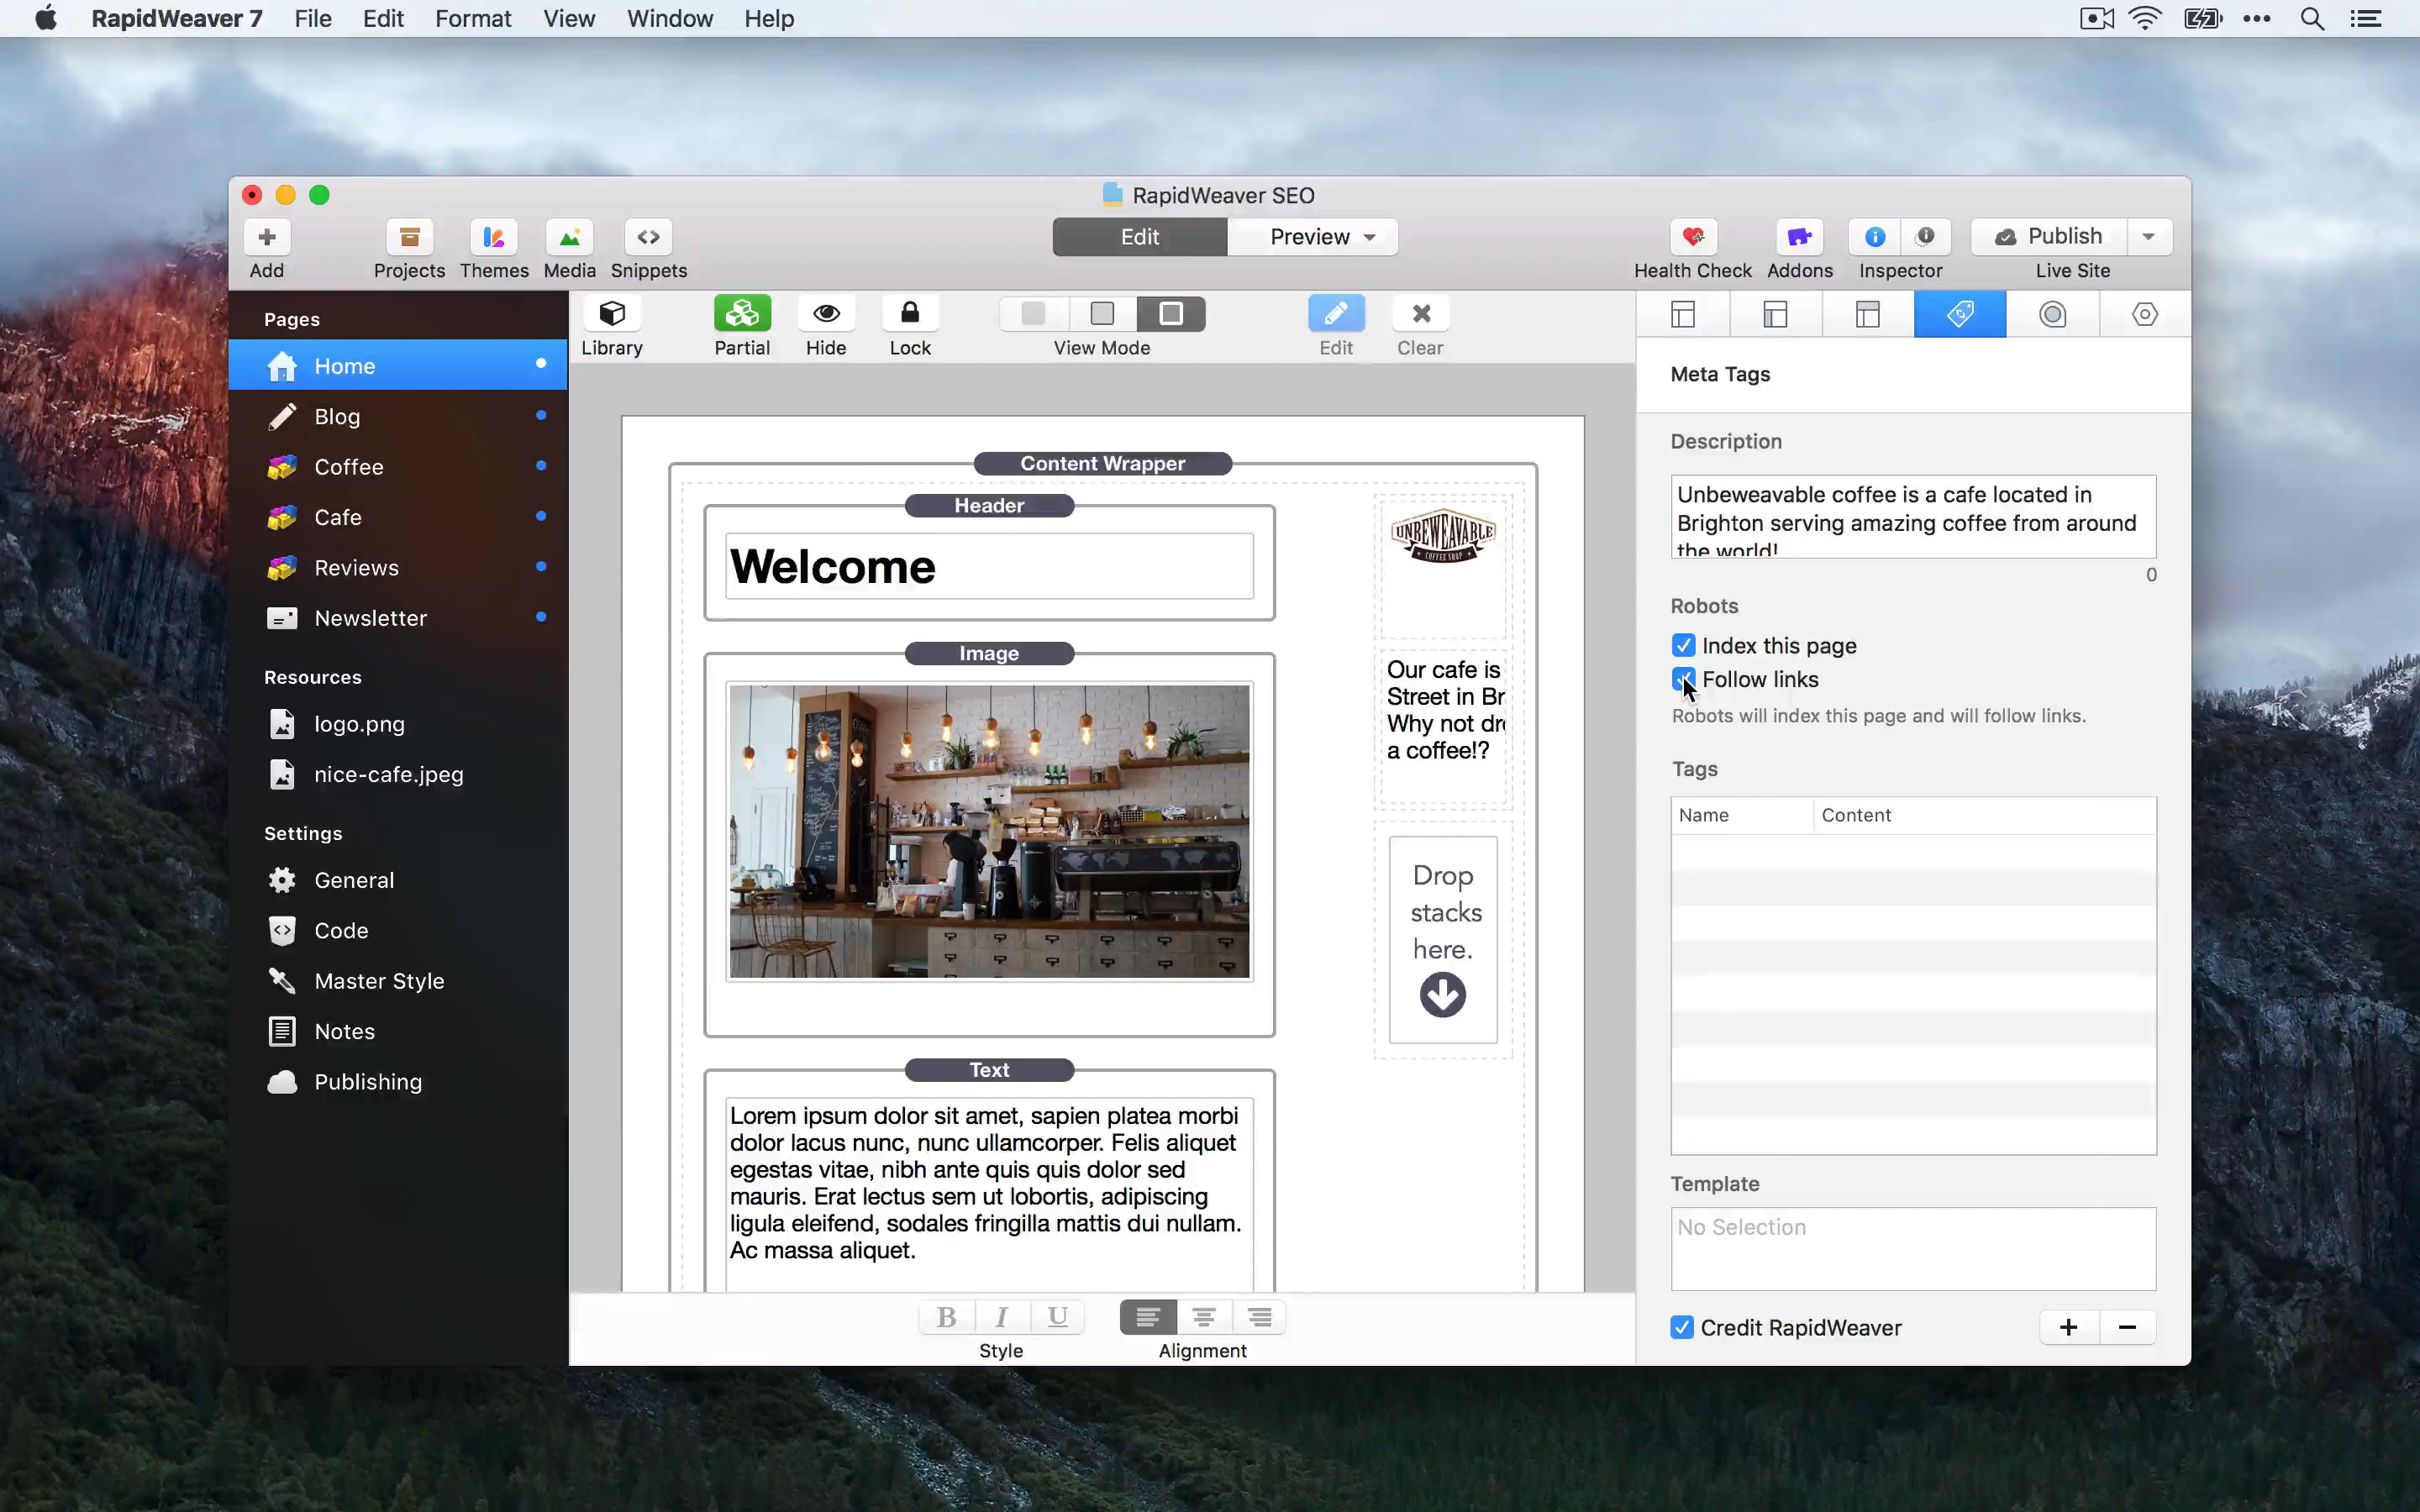 RapidWeaver 7 File Edit Format View Window Help
RapidWeaver SEO
Add Projects Themes Media Snippets
Edit Preview
Health Check Addons Inspector
Publish
Live Site
Pages
Home
Blog
Coffee
Cafe
Reviews
Newsletter
Resources
logo.png
nice-cafe.jpeg
Settings
General
Code
Master Style
Notes
Publishing
Library Partial Hide Lock View Mode Edit Clear
Content Wrapper
Header
Welcome
Image
UNBEWEAVABLE
COFFEE SHOP
Our cafe is
Street in Br
Why not dr
a coffee!?
Drop
stacks
here.
Text
Lorem ipsum dolor sit amet, sapien platea morbi
dolor lacus nunc, nunc ullamcorper. Felis aliquet
egestas vitae, nibh ante quis quis dolor sed
mauris. Erat lectus sem ut lobortis, adipiscing
ligula eleifend, sodales fringilla mattis dui nullam.
Ac massa aliquet.
B I U
Style
Alignment
Meta Tags
Description
Unbeweavable coffee is a cafe located in
Brighton serving amazing coffee from around
the world!
0
Robots
Index this page
Follow links
Robots will index this page and will follow links.
Tags
Name Content
Template
No Selection
Credit RapidWeaver
+ −